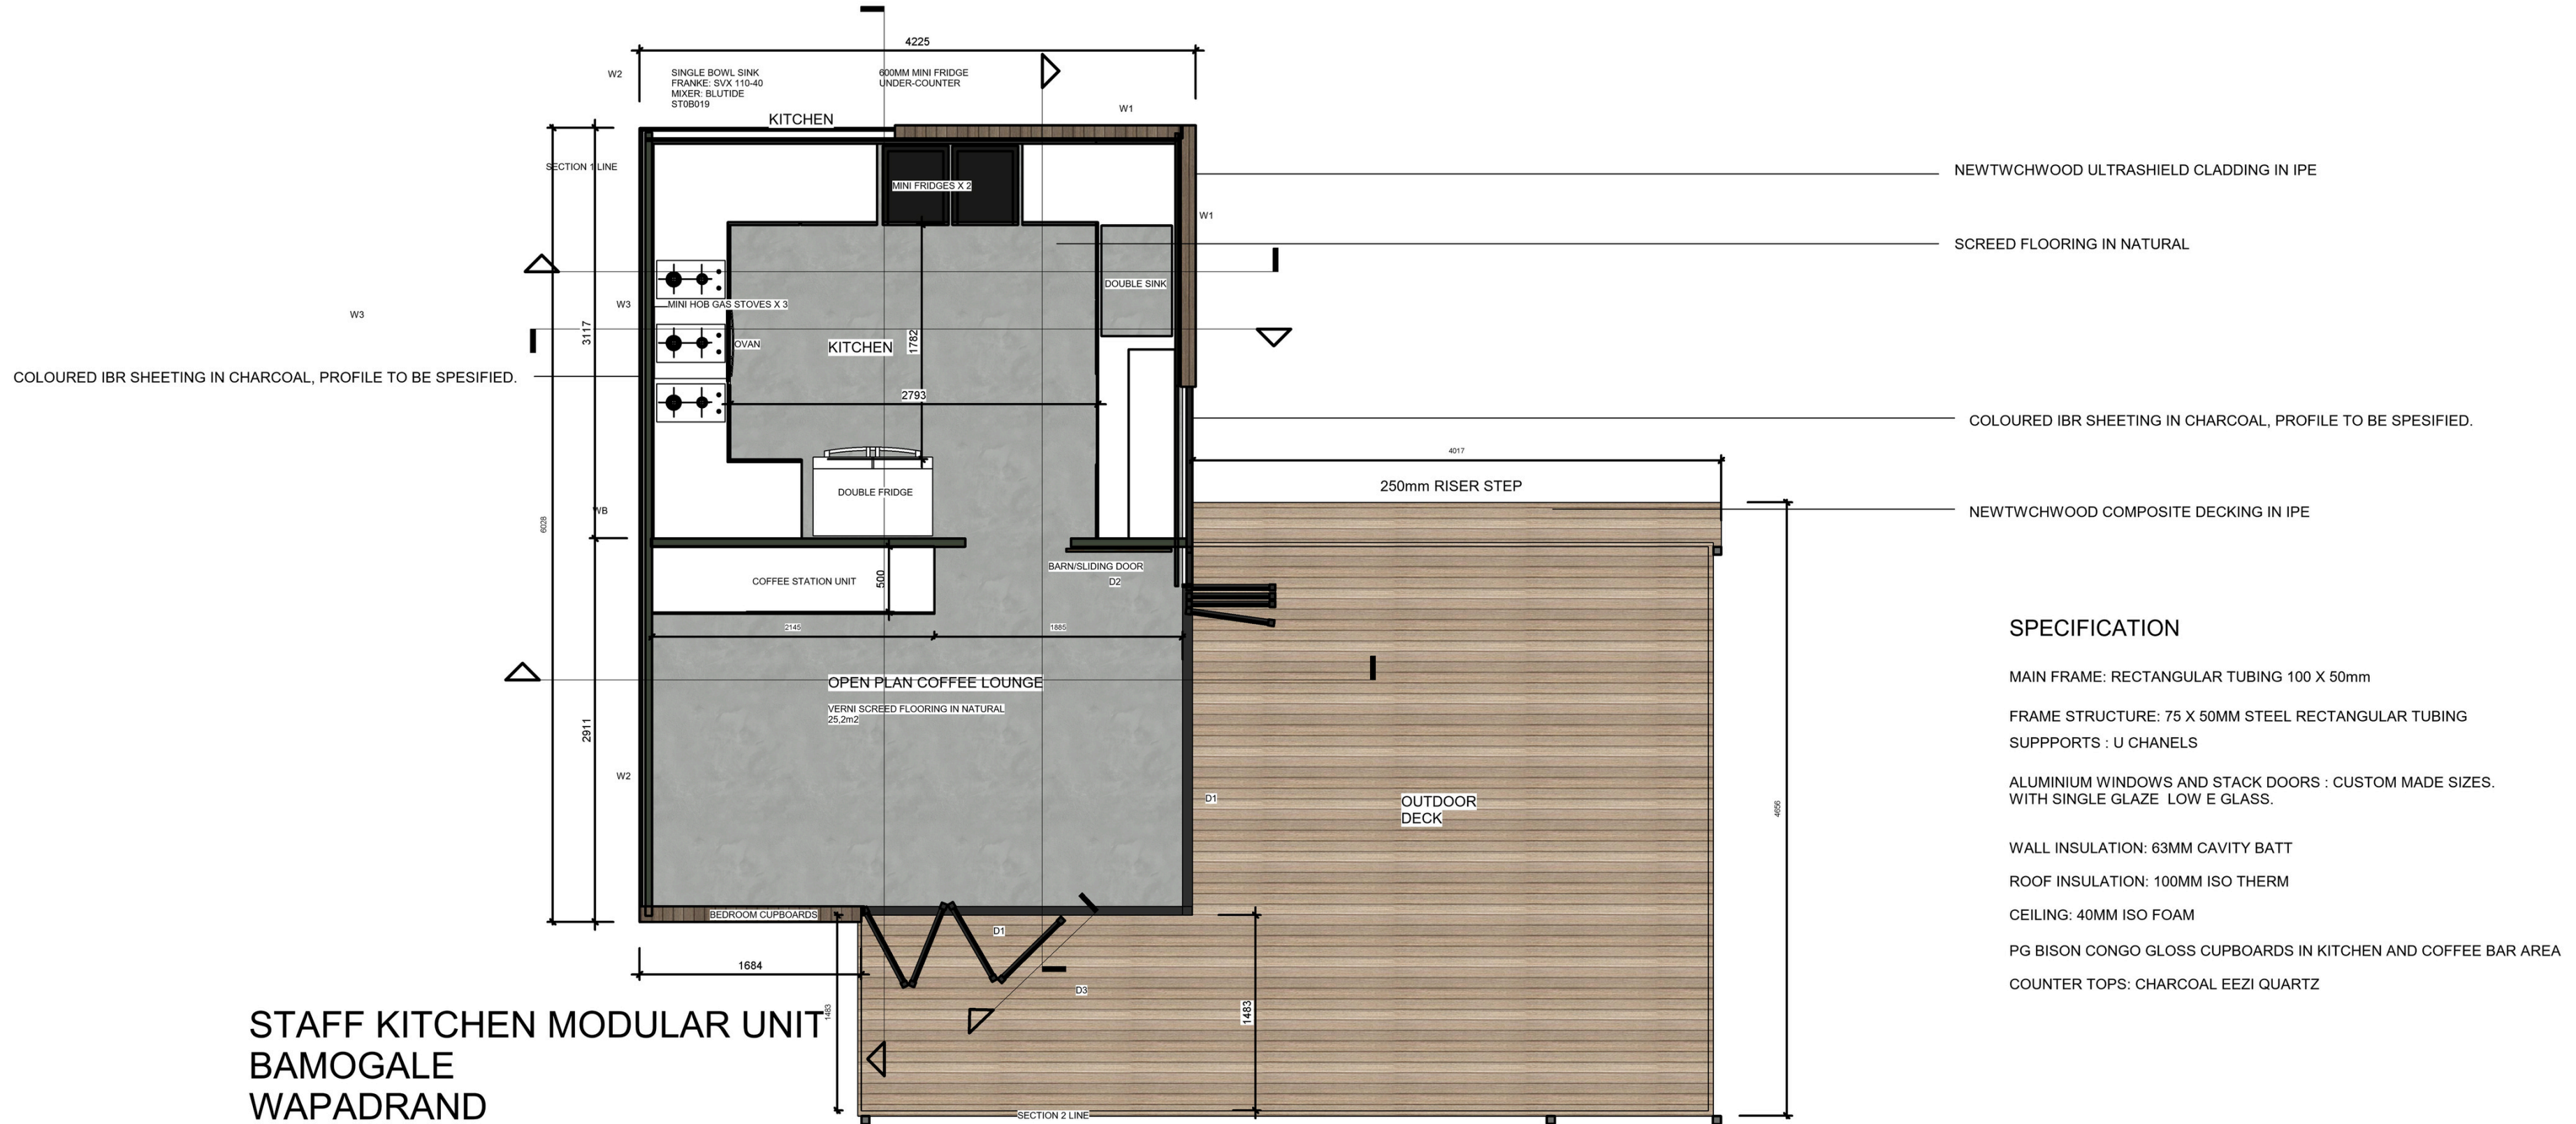 4225
W2
SINGLE BOWL SINK
FRANKE: SVX 110-40
MIXER: BLUTIDE
ST0B019
600MM MINI FRIDGE
UNDER-COUNTER
W1
KITCHEN
SECTION 1 LINE
NEWTWCHWOOD ULTRASHIELD CLADDING IN IPE
MINI FRIDGES X 2
W1
SCREED FLOORING IN NATURAL
DOUBLE SINK
W3
MINI HOB GAS STOVES X 3
W3
3117
1782
OVAN
KITCHEN
COLOURED IBR SHEETING IN CHARCOAL, PROFILE TO BE SPESIFIED.
2793
COLOURED IBR SHEETING IN CHARCOAL, PROFILE TO BE SPESIFIED.
4017
250mm RISER STEP
DOUBLE FRIDGE
WB
NEWTWCHWOOD COMPOSITE DECKING IN IPE
6028
BARN/SLIDING DOOR
D2
COFFEE STATION UNIT
500
2145
1885
SPECIFICATION
MAIN FRAME: RECTANGULAR TUBING 100 X 50mm
OPEN PLAN COFFEE LOUNGE
VERNI SCREED FLOORING IN NATURAL
25,2m2
FRAME STRUCTURE: 75 X 50MM STEEL RECTANGULAR TUBING
SUPPPORTS : U CHANELS
2911
W2
ALUMINIUM WINDOWS AND STACK DOORS : CUSTOM MADE SIZES.
WITH SINGLE GLAZE LOW E GLASS.
D1
OUTDOOR
DECK
4656
WALL INSULATION: 63MM CAVITY BATT
ROOF INSULATION: 100MM ISO THERM
BEDROOM CUPBOARDS
CEILING: 40MM ISO FOAM
D1
PG BISON CONGO GLOSS CUPBOARDS IN KITCHEN AND COFFEE BAR AREA
1684
COUNTER TOPS: CHARCOAL EEZI QUARTZ
D3
1483
1483
STAFF KITCHEN MODULAR UNIT
BAMOGALE
WAPADRAND
SECTION 2 LINE